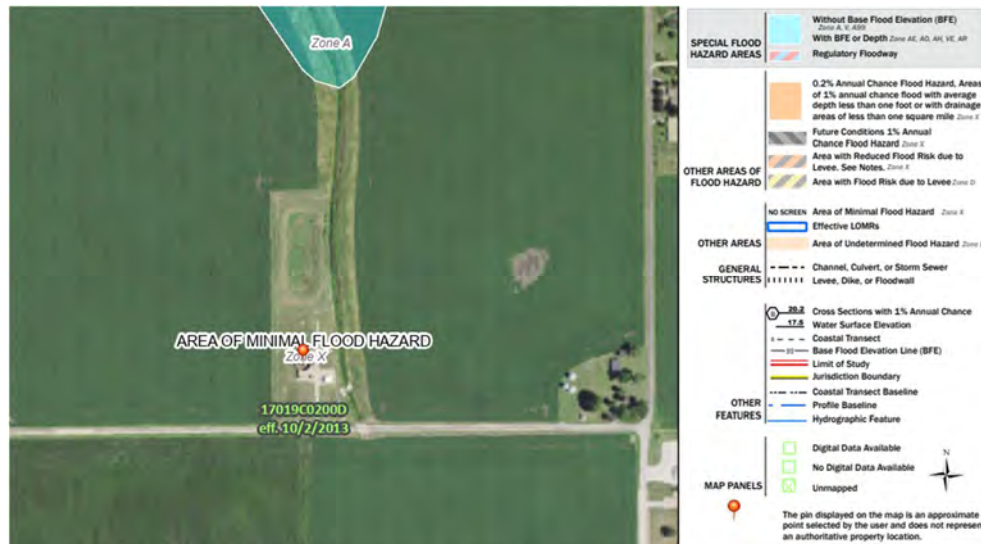 Zone A
AREA OF MINIMAL FLOOD HAZARD
Zone X
17019C0200D
eff. 10/2/2013
SPECIAL FLOOD
HAZARD AREAS
Without Base Flood Elevation (BFE)
Zone A, V, A99
With BFE or Depth Zone AE, AO, AH, VE, AR
Regulatory Floodway
OTHER AREAS OF
FLOOD HAZARD
0.2% Annual Chance Flood Hazard, Areas
of 1% annual chance flood with average
depth less than one foot or with drainage
areas of less than one square mile Zone X
Future Conditions 1% Annual
Chance Flood Hazard Zone X
Area with Reduced Flood Risk due to
Levee. See Notes. Zone X
Area with Flood Risk due to Levee Zone D
OTHER AREAS
NO SCREEN Area of Minimal Flood Hazard Zone X
Effective LOMRs
Area of Undetermined Flood Hazard Zone
GENERAL
STRUCTURES
Channel, Culvert, or Storm Sewer
Levee, Dike, or Floodwall
OTHER
FEATURES
B 20.2 Cross Sections with 1% Annual Chance
17.5 Water Surface Elevation
8 Coastal Transect
Base Flood Elevation Line (BFE)
Limit of Study
Jurisdiction Boundary
Coastal Transect Baseline
Profile Baseline
Hydrographic Feature
MAP PANELS
Digital Data Available
No Digital Data Available
Unmapped
N
The pin displayed on the map is an approximate
point selected by the user and does not represen
an authoritative property location.